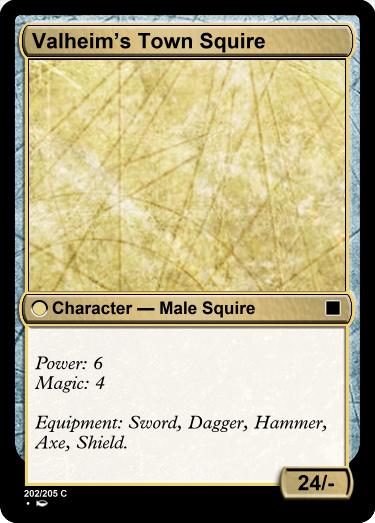 Valheim's Town Squire
Character — Male Squire
Power: 6
Magic: 4
Equipment: Sword, Dagger, Hammer,
Axe, Shield.
24/-
202/205 C